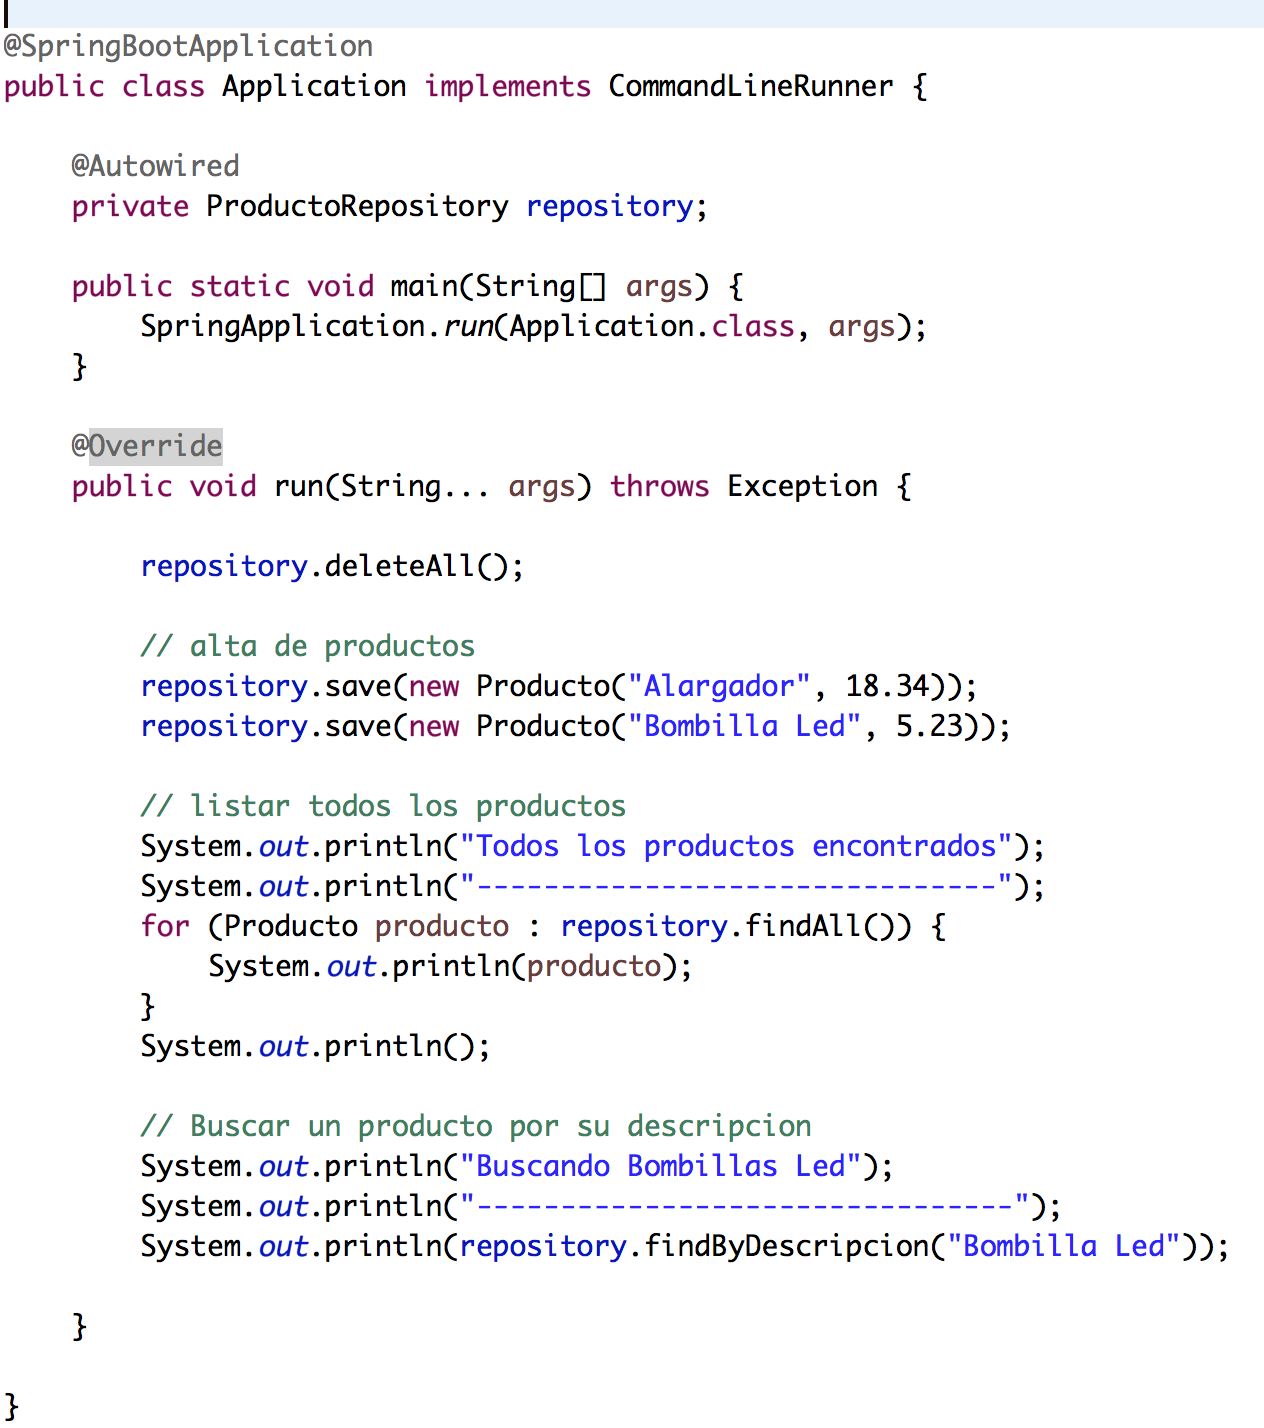 @SpringBootApplication
public class Application implements CommandLineRunner {
@Autowired
private ProductoRepository repository;
public static void main(String[] args) {
SpringApplication.run(Application.class, args);
}
@Override
public void run(String... args) throws Exception {
repository.deleteAll();
// alta de productos
repository.save(new Producto("Alargador", 18.34));
repository.save(new Producto("Bombilla Led", 5.23));
// listar todos los productos
System.out.println("Todos los productos encontrados");
System.out.println("-------------------------------");
for (Producto producto : repository.findAll()) {
System.out.println(producto);
}
System.out.println();
// Buscar un producto por su descripcion
System.out.println("Buscando Bombillas Led");
System.out.println("--------------------------------");
System.out.println(repository.findByDescripcion("Bombilla Led"));
}
}